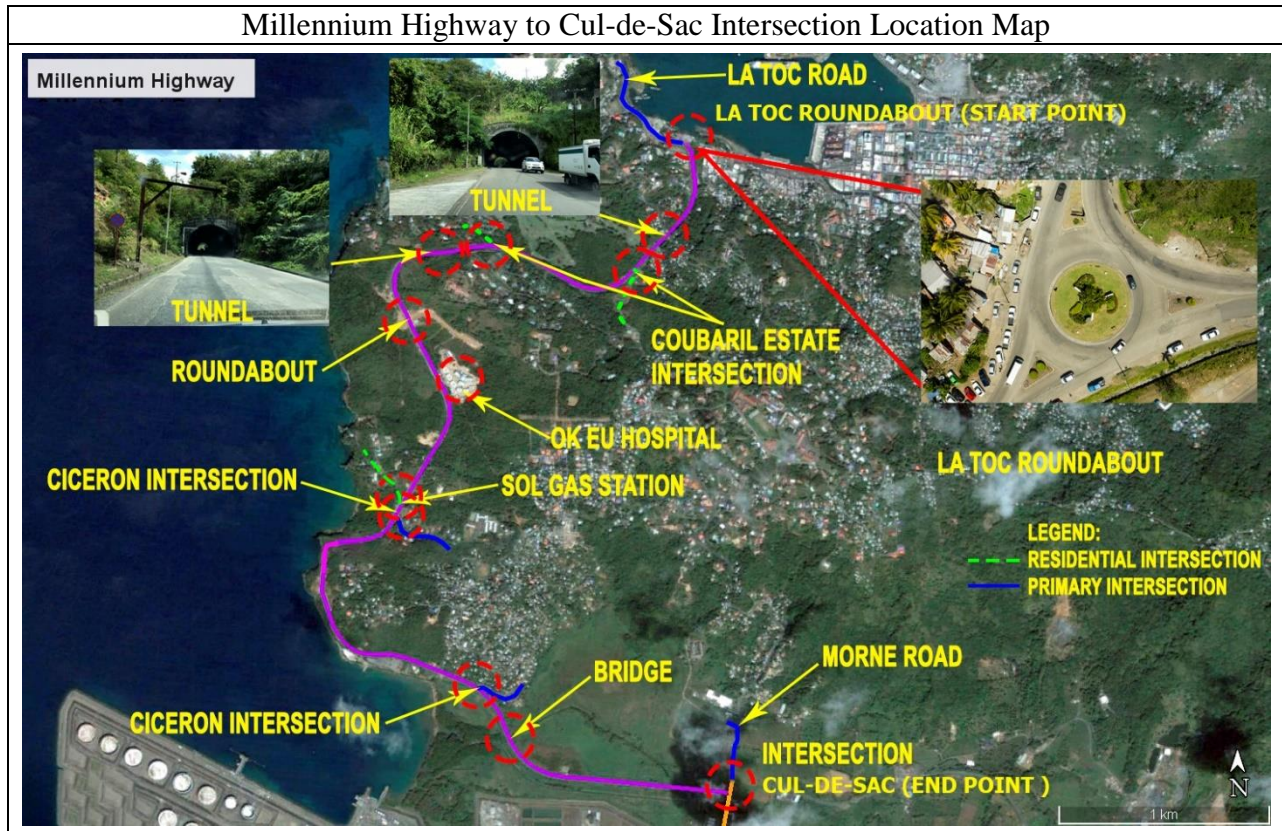 Millennium Highway to Cul-de-Sac Intersection Location Map
Millennium Highway
LA TOC ROAD
LA TOC ROUNDABOUT (START POINT)
TUNNEL
TUNNEL
ROUNDABOUT
COUBARIL ESTATE
INTERSECTION
OK EU HOSPITAL
LA TOC ROUNDABOUT
CICERON INTERSECTION
SOL GAS STATION
LEGEND:
RESIDENTIAL INTERSECTION
PRIMARY INTERSECTION
MORNE ROAD
BRIDGE
CICERON INTERSECTION
INTERSECTION
CUL-DE-SAC (END POINT )
N
1 km